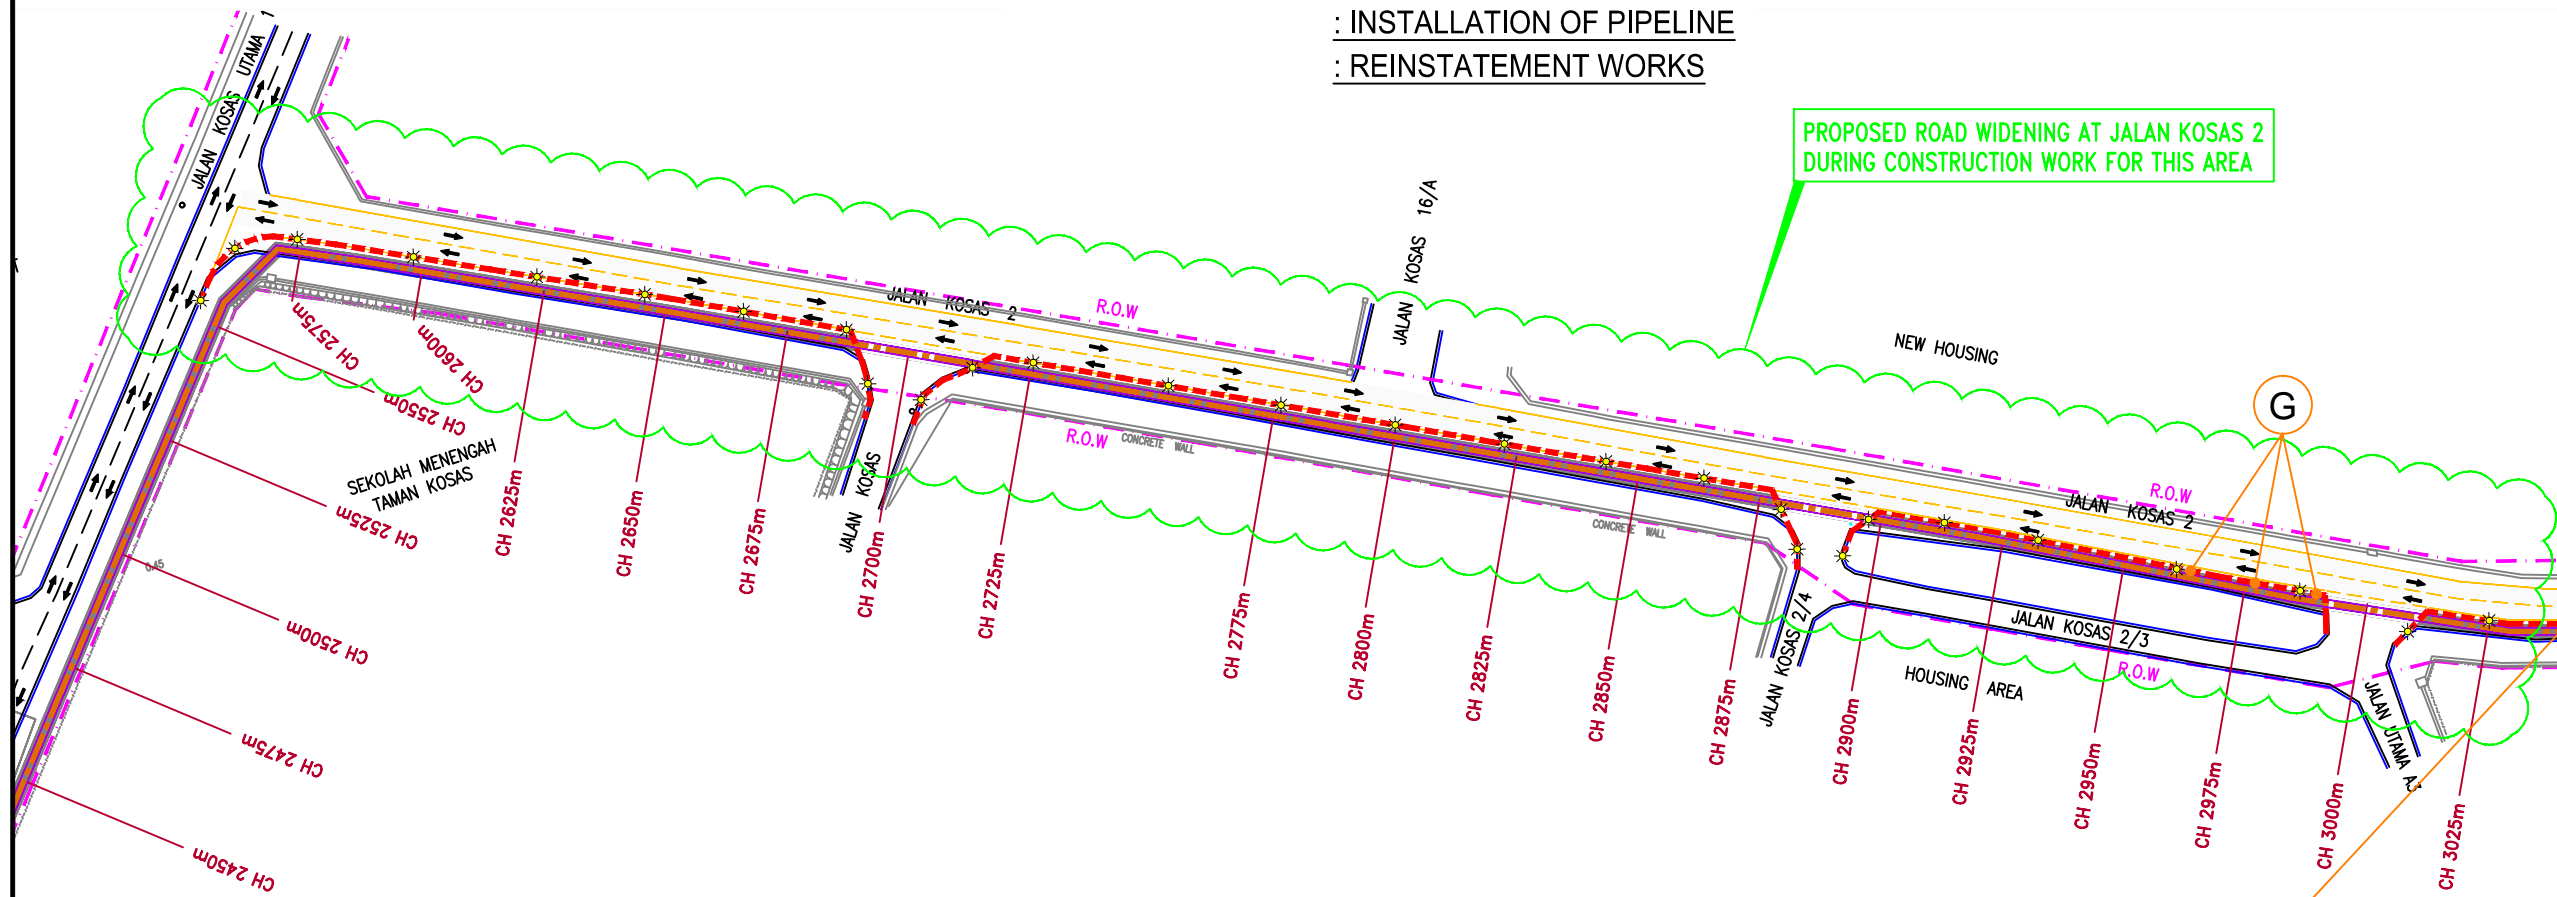 : INSTALLATION OF PIPELINE
: REINSTATEMENT WORKS
PROPOSED ROAD WIDENING AT JALAN KOSAS 2
DURING CONSTRUCTION WORK FOR THIS AREA
JALAN KOSAS UTAMA 1
JALAN KOSAS 2
R.O.W
JALAN KOSAS 16/A
NEW HOUSING
G
R.O.W
JALAN KOSAS 2
R.O.W
CONCRETE WALL
CONCRETE WALL
SEKOLAH MENENGAH
TAMAN KOSAS
JALAN KOSAS
JALAN KOSAS 2/4
JALAN KOSAS 2/3
R.O.W
HOUSING AREA
JALAN UTAMA
0.45
CH 2450m
CH 2475m
CH 2500m
CH 2525m
CH 2550m
CH 2575m
CH 2600m
CH 2625m
CH 2650m
CH 2675m
CH 2700m
CH 2725m
CH 2775m
CH 2800m
CH 2825m
CH 2850m
CH 2875m
CH 2900m
CH 2925m
CH 2950m
CH 2975m
CH 3000m
CH 3025m